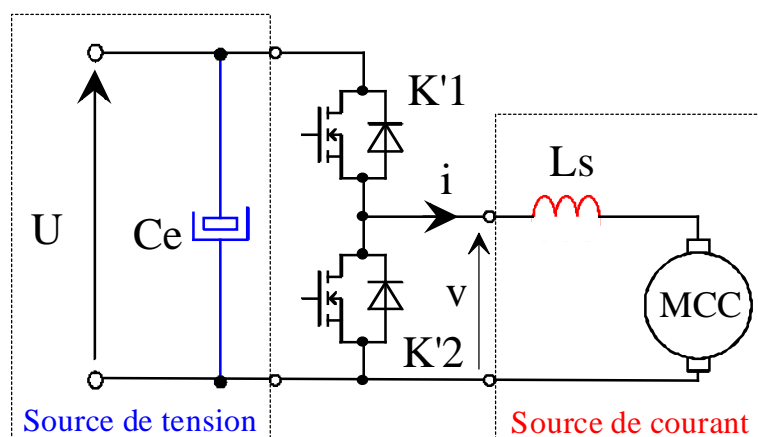 K'1
Ls
i
U
Ce
v
MCC
K'2
Source de tension
Source de courant